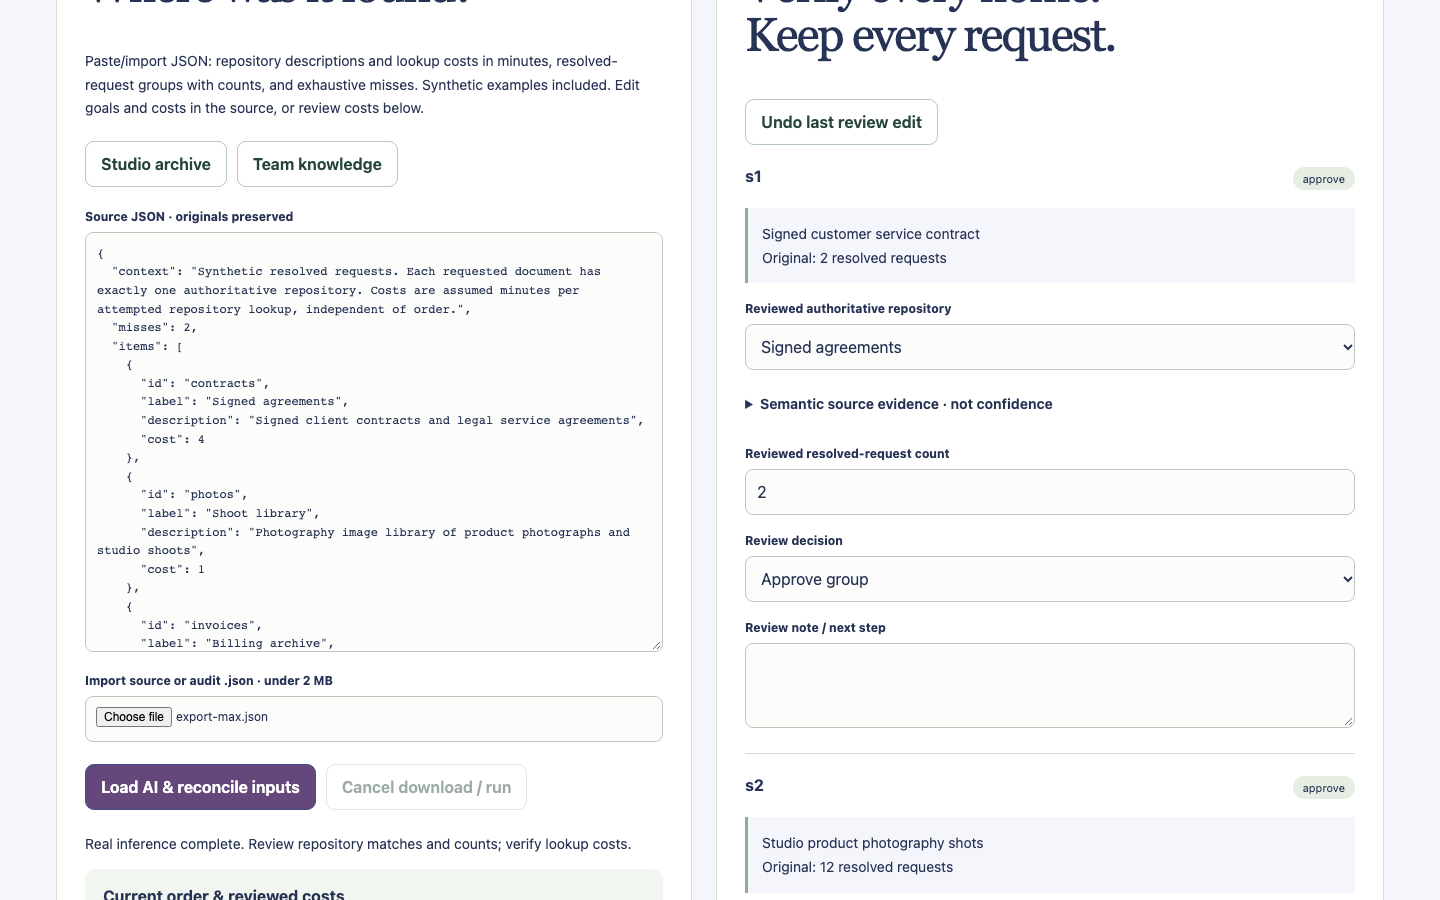 Where was it found?
Paste/import JSON: repository descriptions and lookup costs in minutes, resolved-
request groups with counts, and exhaustive misses. Synthetic examples included. Edit
goals and costs in the source, or review costs below.
Studio archive
Team knowledge
Source JSON · originals preserved
{
"context": "Synthetic resolved requests. Each requested document has
exactly one authoritative repository. Costs are assumed minutes per
attempted repository lookup, independent of order.",
"misses": 2,
"items": [
{
"id": "contracts",
"label": "Signed agreements",
"description": "Signed client contracts and legal service agreements",
"cost": 4
},
{
"id": "photos",
"label": "Shoot library",
"description": "Photography image library of product photographs and
studio shoots",
"cost": 1
},
{
"id": "invoices",
"label": "Billing archive",
Import source or audit .json · under 2 MB
Choose file export-max.json
Load AI & reconcile inputs
Cancel download / run
Real inference complete. Review repository matches and counts; verify lookup costs.
Current order & reviewed costs
Verify every home.
Keep every request.
Undo last review edit
s1
approve
Signed customer service contract
Original: 2 resolved requests
Reviewed authoritative repository
Signed agreements
Semantic source evidence · not confidence
Reviewed resolved-request count
2
Review decision
Approve group
Review note / next step
s2
approve
Studio product photography shots
Original: 12 resolved requests